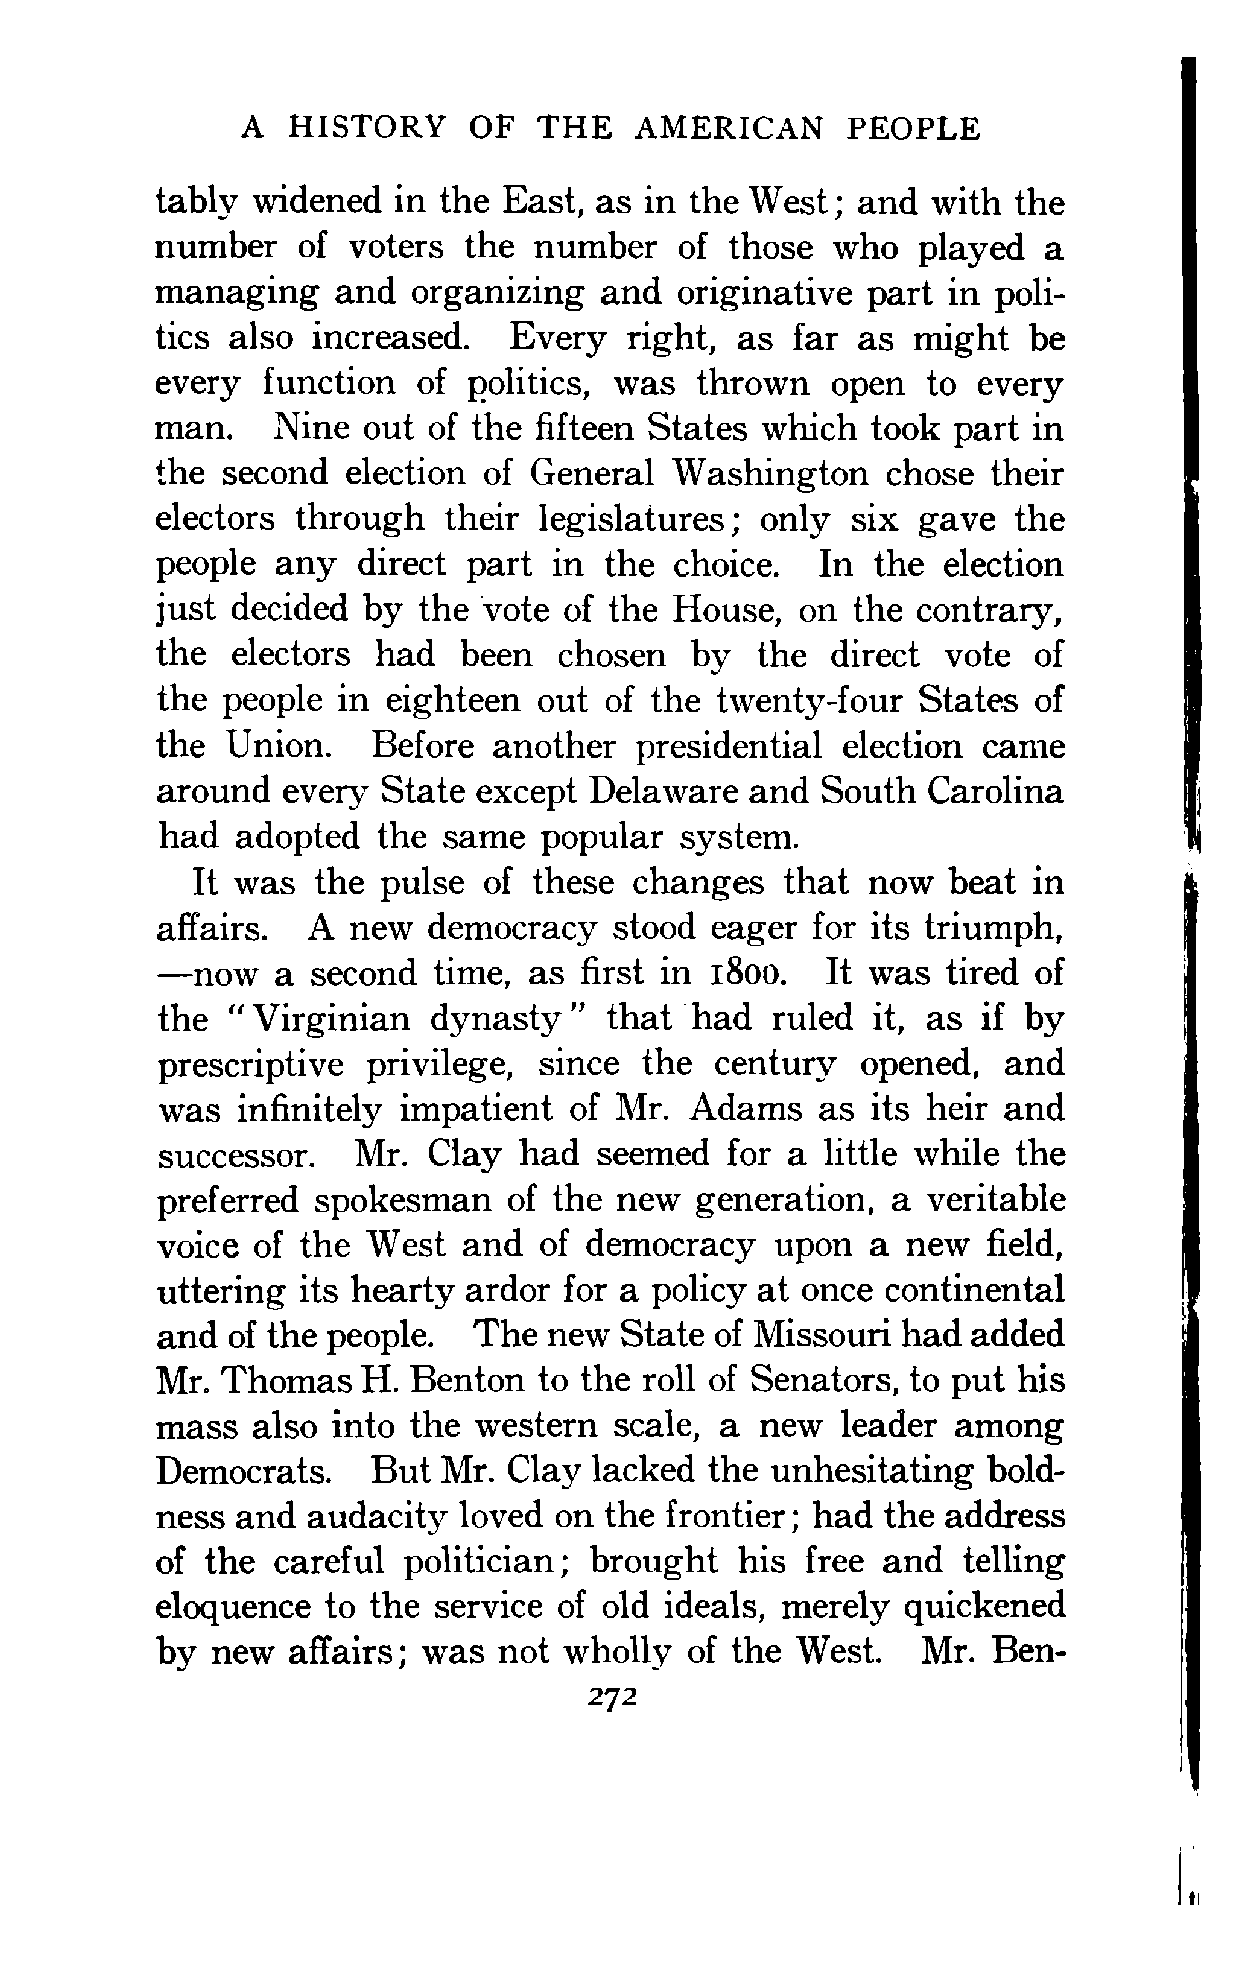 A HISTORY OF THE AMERICAN PEOPLE
tably widened in the East, as in the West; and with the
number of voters the number of those who played a
managing and organizing and originative part in poli-
tics also increased. Every right, as far as might be
every function of politics, was thrown open to every
man. Nine out of the fifteen States which took part in
the second election of General Washington chose their
electors through their legislatures; only six gave the
people any direct part in the choice. In the election
just decided by the vote of the House, on the contrary,
the electors had been chosen by the direct vote of
the people in eighteen out of the twenty-four States of
the Union. Before another presidential election came
around every State except Delaware and South Carolina
had adopted the same popular system.
It was the pulse of these changes that now beat in
affairs. A new democracy stood eager for its triumph,
—now a second time, as first in 1800. It was tired of
the "Virginian dynasty" that had ruled it, as if by
prescriptive privilege, since the century opened, and
was infinitely impatient of Mr. Adams as its heir and
successor. Mr. Clay had seemed for a little while the
preferred spokesman of the new generation, a veritable
voice of the West and of democracy upon a new field,
uttering its hearty ardor for a policy at once continental
and of the people. The new State of Missouri had added
Mr. Thomas H. Benton to the roll of Senators, to put his
mass also into the western scale, a new leader among
Democrats. But Mr. Clay lacked the unhesitating bold-
ness and audacity loved on the frontier; had the address
of the careful politician; brought his free and telling
eloquence to the service of old ideals, merely quickened
by new affairs; was not wholly of the West. Mr. Ben-
272